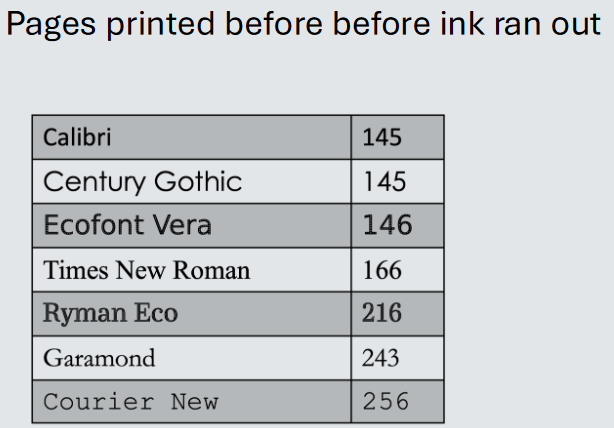 Pages printed before before ink ran out
Calibri 145
Century Gothic 145
Ecofont Vera 146
Times New Roman 166
Ryman Eco 216
Garamond 243
Courier New 256